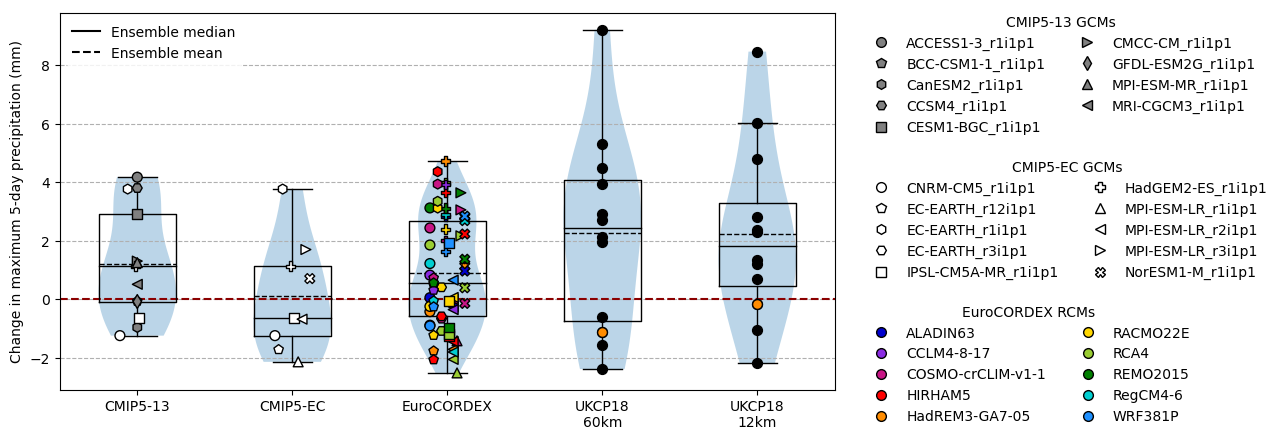 Change in maximum 5-day precipitation (mm)
8
6
4
2
0
−2
Ensemble median
Ensemble mean
CMIP5-13
CMIP5-EC
EuroCORDEX
UKCP18
60km
UKCP18
12km
CMIP5-13 GCMs
ACCESS1-3_r1i1p1
BCC-CSM1-1_r1i1p1
CanESM2_r1i1p1
CCSM4_r1i1p1
CESM1-BGC_r1i1p1
CMCC-CM_r1i1p1
GFDL-ESM2G_r1i1p1
MPI-ESM-MR_r1i1p1
MRI-CGCM3_r1i1p1
CMIP5-EC GCMs
CNRM-CM5_r1i1p1
EC-EARTH_r12i1p1
EC-EARTH_r1i1p1
EC-EARTH_r3i1p1
IPSL-CM5A-MR_r1i1p1
HadGEM2-ES_r1i1p1
MPI-ESM-LR_r1i1p1
MPI-ESM-LR_r2i1p1
MPI-ESM-LR_r3i1p1
NorESM1-M_r1i1p1
EuroCORDEX RCMs
ALADIN63
CCLM4-8-17
COSMO-crCLIM-v1-1
HIRHAM5
HadREM3-GA7-05
RACMO22E
RCA4
REMO2015
RegCM4-6
WRF381P